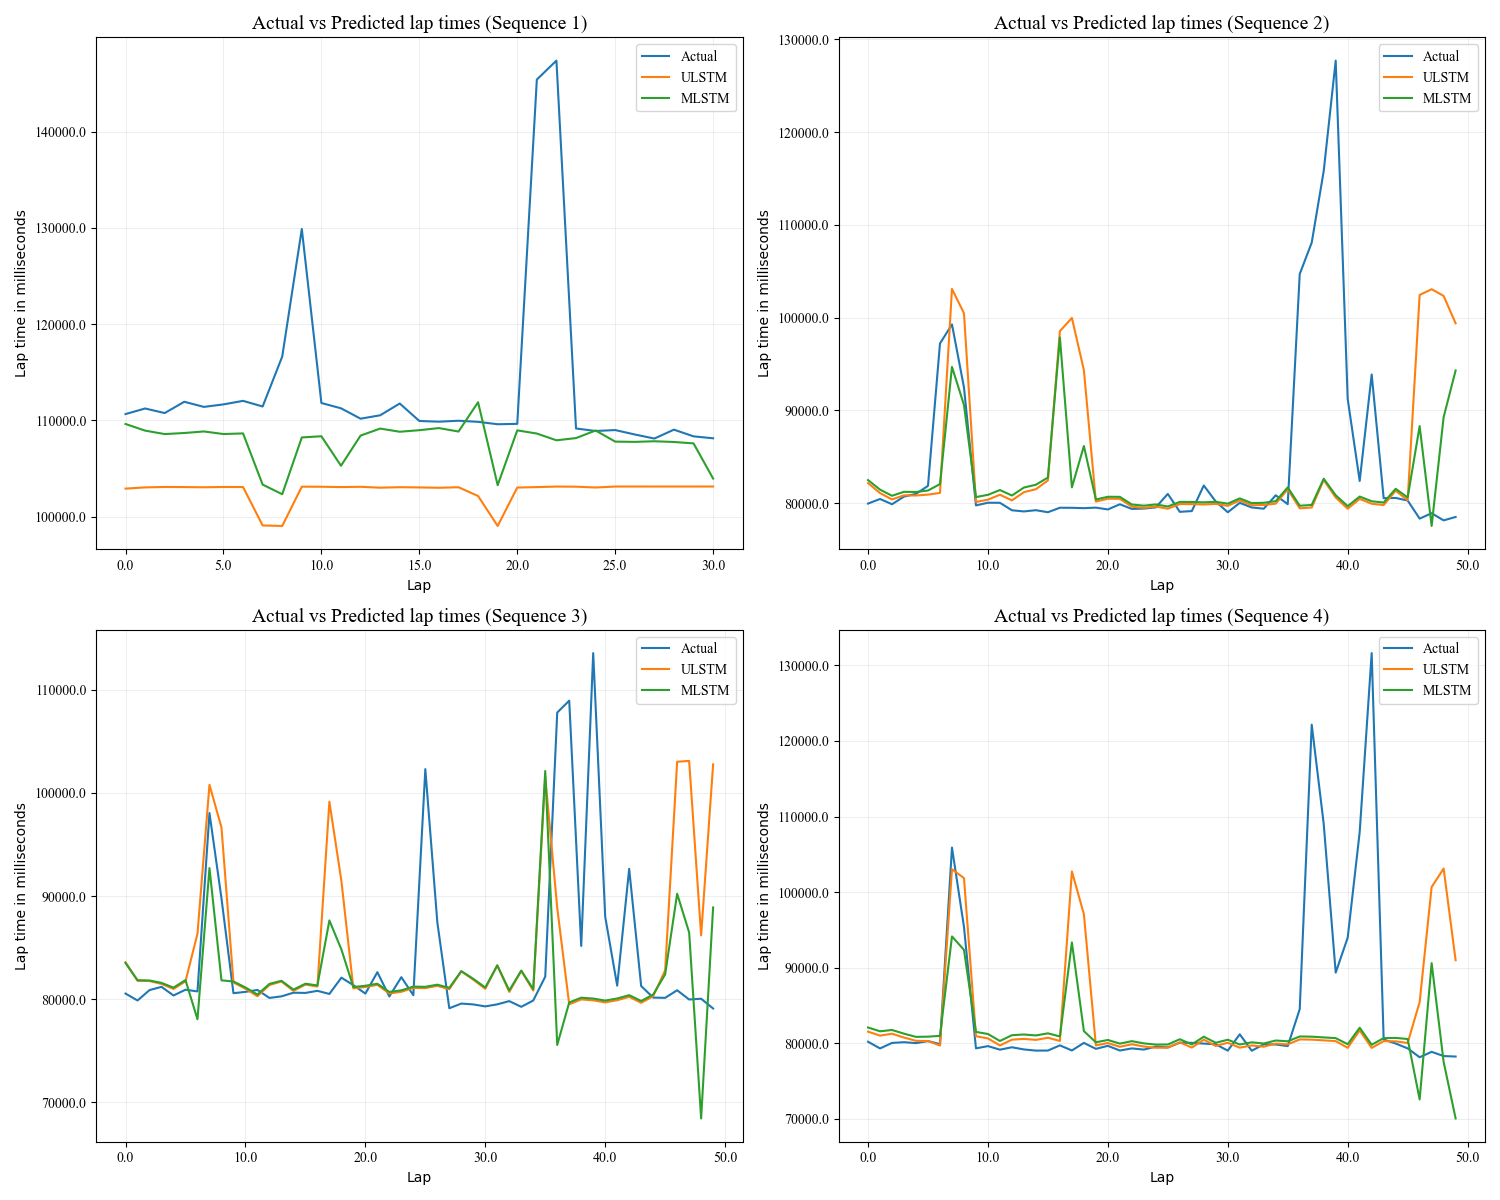 Actual vs Predicted lap times (Sequence 1)
Actual
ULSTM
MLSTM
140000.0
130000.0
120000.0
110000.0
100000.0
Lap time in milliseconds
0.0 5.0 10.0 15.0 20.0 25.0 30.0
Lap
Actual vs Predicted lap times (Sequence 2)
Actual
ULSTM
MLSTM
130000.0
120000.0
110000.0
100000.0
90000.0
80000.0
Lap time in milliseconds
0.0 10.0 20.0 30.0 40.0 50.0
Lap
Actual vs Predicted lap times (Sequence 3)
Actual
ULSTM
MLSTM
110000.0
100000.0
90000.0
80000.0
70000.0
Lap time in milliseconds
0.0 10.0 20.0 30.0 40.0 50.0
Lap
Actual vs Predicted lap times (Sequence 4)
Actual
ULSTM
MLSTM
130000.0
120000.0
110000.0
100000.0
90000.0
80000.0
70000.0
Lap time in milliseconds
0.0 10.0 20.0 30.0 40.0 50.0
Lap